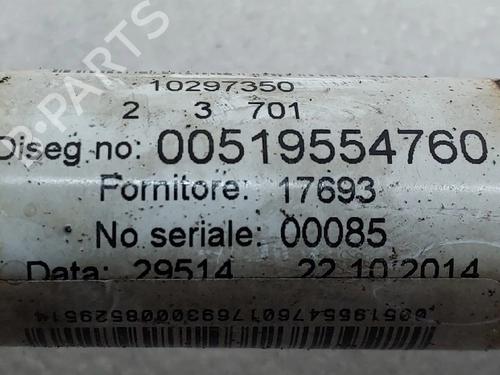 B-PARTS
10297350
2 3 701
Diseg no: 00519554760
Fornitore: 17693
No seriale: 00085
Data: 29514 22.10.2014
00519554760176930008529514